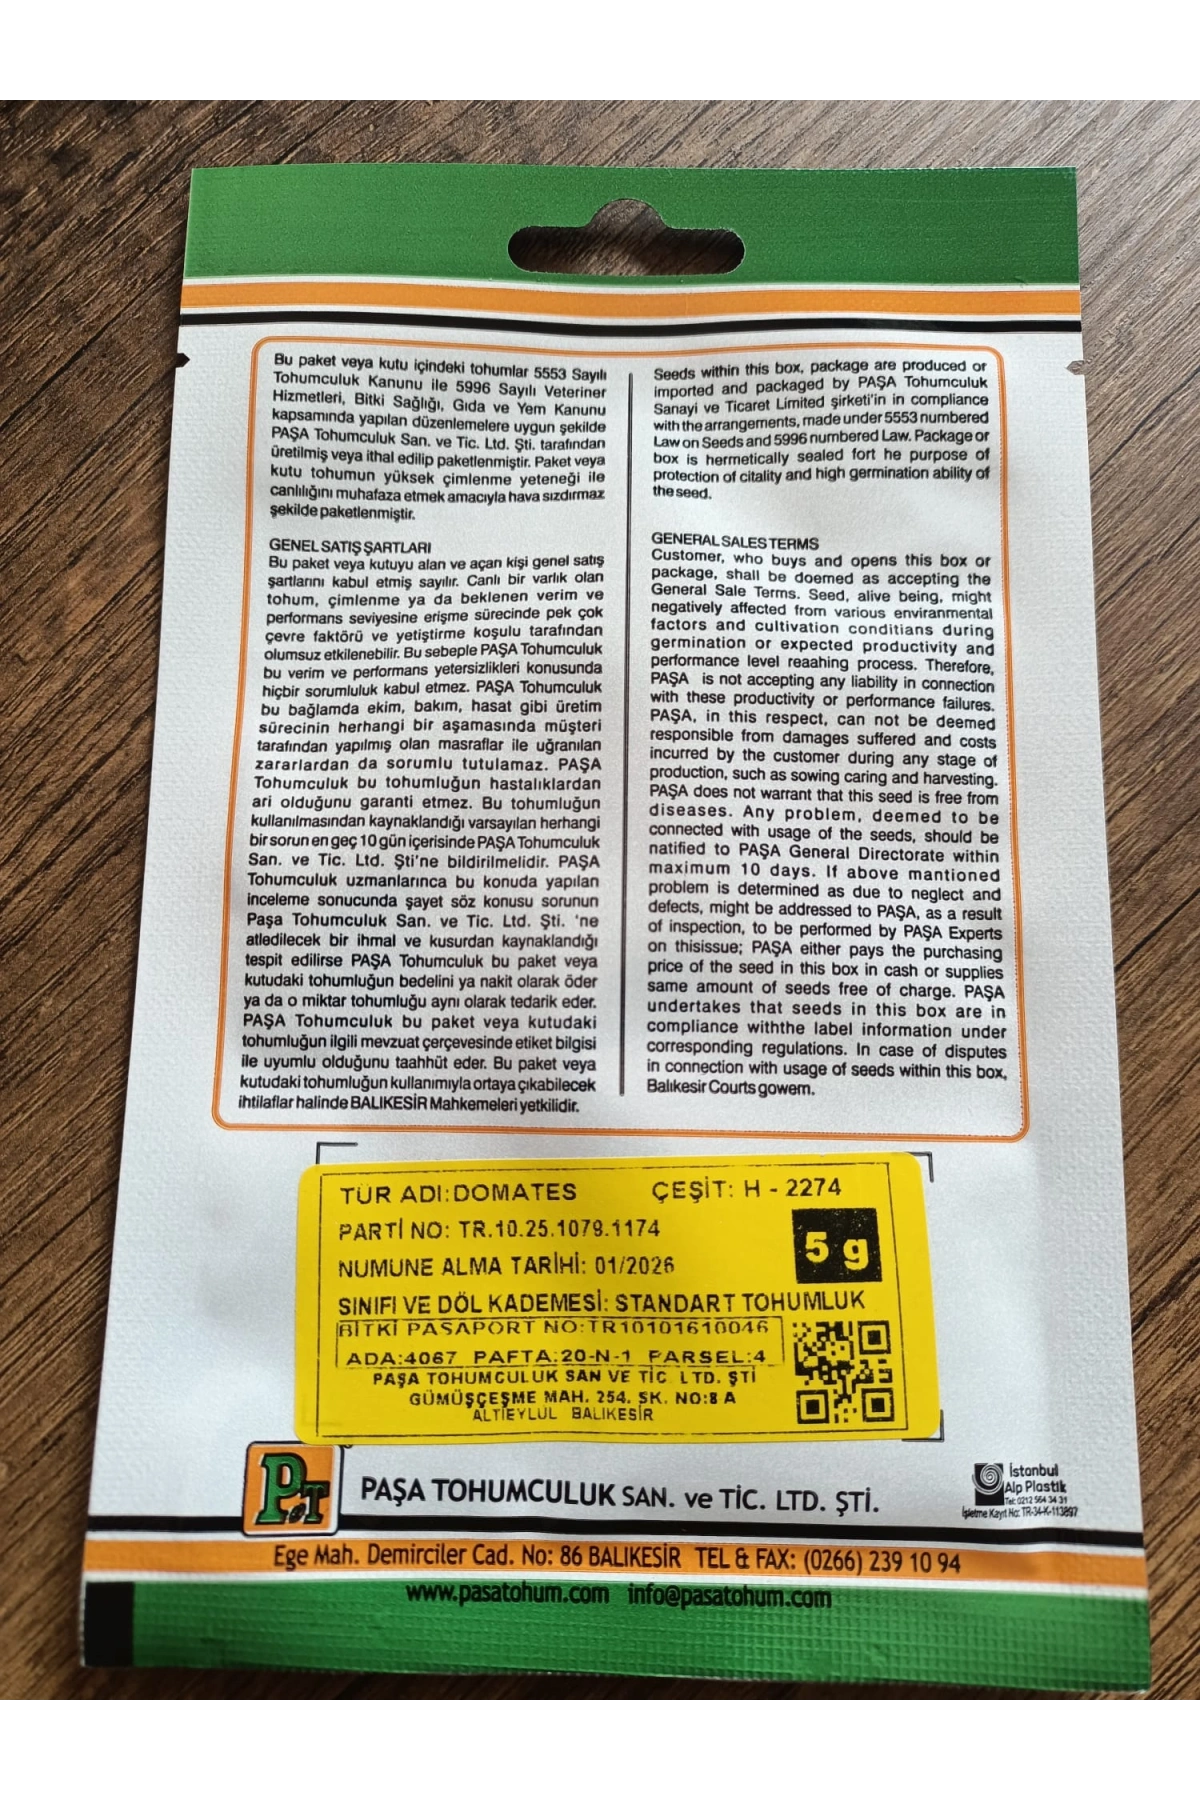 Bu paket veya kutu içindeki tohumlar 5553 Sayılı
Tohumculuk Kanunu ile 5996 Sayılı Veteriner
Hizmetleri, Bitki Sağlığı, Gıda ve Yem Kanunu
kapsamında yapılan düzenlemelere uygun şekilde
PAŞA Tohumculuk San. ve Tic. Ltd. Şti. tarafından
üretilmiş veya ithal edilip paketlenmiştir. Paket veya
kutu tohumun yüksek çimlenme yeteneği ile
canlılığını muhafaza etmek amacıyla hava sızdırmaz
şekilde paketlenmiştir.
GENEL SATIŞ ŞARTLARI
Bu paket veya kutuyu alan ve açan kişi genel satış
şartlarını kabul etmiş sayılır. Canlı bir varlık olan
tohum, çimlenme ya da beklenen verim ve
performans seviyesine erişme sürecinde pek çok
çevre faktörü ve yetiştirme koşulu tarafından
olumsuz etkilenebilir. Bu sebeple PAŞA Tohumculuk
bu verim ve performans yetersizlikleri konusunda
hiçbir sorumluluk kabul etmez. PAŞA Tohumculuk
bu bağlamda ekim, bakım, hasat gibi üretim
sürecinin herhangi bir aşamasında müşteri
tarafından yapılmış olan masraflar ile uğranılan
zararlardan da sorumlu tutulamaz. PAŞA
Tohumculuk bu tohumluğun hastalıklardan
ari olduğunu garanti etmez. Bu tohumluğun
kullanılmasından kaynaklandığı varsayılan herhangi
bir sorun en geç 10 gün içerisinde PAŞA Tohumculuk
San. ve Tic. Ltd. Şti'ne bildirilmelidir. PAŞA
Tohumculuk uzmanlarınca bu konuda yapılan
inceleme sonucunda şayet söz konusu sorunun
Paşa Tohumculuk San. ve Tic. Ltd. Şti. 'ne
atledilecek bir ihmal ve kusurdan kaynaklandığı
tespit edilirse PAŞA Tohumculuk bu paket veya
kutudaki tohumluğun bedelini ya nakit olarak öder
ya da o miktar tohumluğu aynı olarak tedarik eder.
PAŞA Tohumculuk bu paket veya kutudaki
tohumluğun ilgili mevzuat çerçevesinde etiket bilgisi
ile uyumlu olduğunu taahhüt eder. Bu paket veya
kutudaki tohumluğun kullanımıyla ortaya çıkabilecek
ihtilaflar halinde BALIKESİR Mahkemeleri yetkilidir.
Seeds within this box, package are produced or
imported and packaged by PAŞA Tohumculuk
Sanayi ve Ticaret Limited şirketi'in in compliance
with the arrangements, made under 5553 numbered
Law on Seeds and 5996 numbered Law. Package or
box is hermetically sealed fort he purpose of
protection of citality and high germination ability of
the seed.
GENERAL SALES TERMS
Customer, who buys and opens this box or
package, shall be doemed as accepting the
General Sale Terms. Seed, alive being, might
negatively affected from various enviranmental
factors and cultivation conditians during
germination or expected productivity and
performance level reaahing process. Therefore,
PAŞA is not accepting any liability in connection
with these productivity or performance failures.
PAŞA, in this respect, can not be deemed
responsible from damages suffered and costs
incurred by the customer during any stage of
production, such as sowing caring and harvesting.
PAŞA does not warrant that this seed is free from
diseases. Any problem, deemed to be
connected with usage of the seeds, should be
natified to PAŞA General Directorate within
maximum 10 days. If above mantioned
problem is determined as due to neglect and
defects, might be addressed to PAŞA, as a result
of inspection, to be performed by PAŞA Experts
on thisissue; PAŞA either pays the purchasing
price of the seed in this box in cash or supplies
same amount of seeds free of charge. PAŞA
undertakes that seeds in this box are in
compliance withthe label information under
corresponding regulations. In case of disputes
in connection with usage of seeds within this box,
Balıkesir Courts gowem.
TÜR ADI:DOMATES ÇEŞİT: H - 2274
PARTİ NO: TR.10.25.1079.1174
5 g
NUMUNE ALMA TARİHİ: 01/2026
SINIFI VE DÖL KADEMESİ: STANDART TOHUMLUK
BİTKİ PASAPORT NO:TR10101610046
ADA:4067 PAFTA:20-N-1 PARSEL:4
PAŞA TOHUMCULUK SAN VE TİC LTD. ŞTİ
GÜMÜŞÇEŞME MAH. 254. SK. NO:8 A
ALTIEYLUL BALIKESİR
PeT
PAŞA TOHUMCULUK SAN. ve TİC. LTD. ŞTİ.
İstanbul
Alp Plastik
Tel: 0212 564 34 31
İşletme Kayıt No: TR-34-K-113897
Ege Mah. Demirciler Cad. No: 86 BALIKESİR TEL & FAX: (0266) 239 10 94
www.pasatohum.com info@pasatohum.com